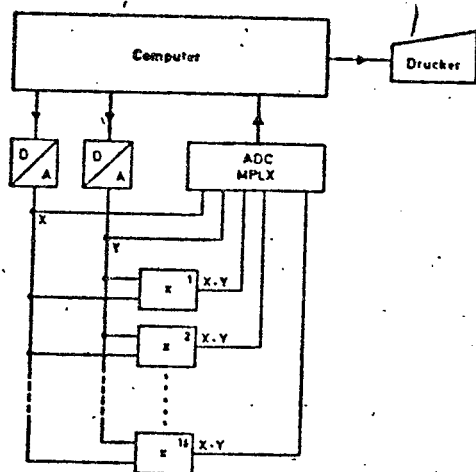 Computer
Drucker
D
A
D
A
ADC
MPLX
X
Y
x 1
X·Y
x 2
X·Y
x 16
X·Y